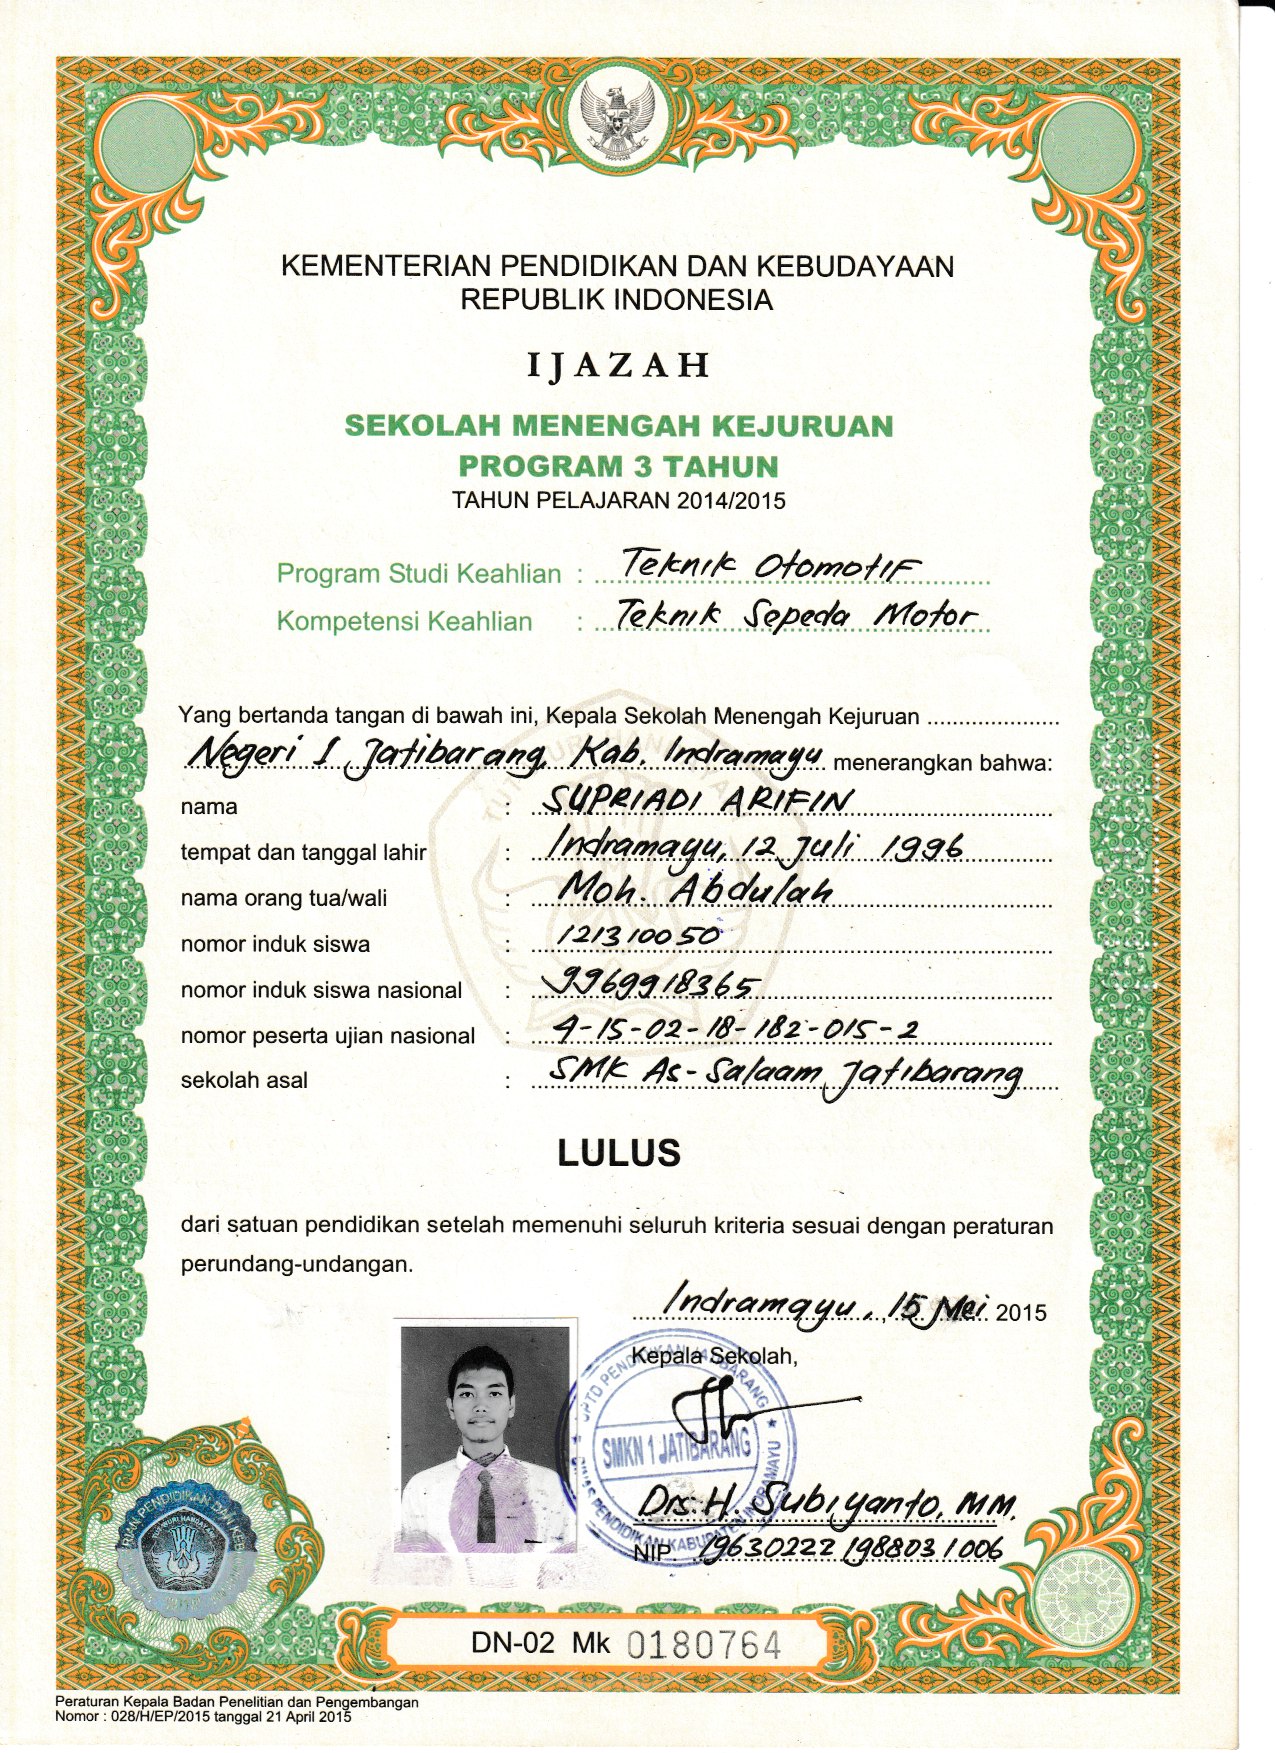 KEMENTERIAN PENDIDIKAN DAN KEBUDAYAAN
REPUBLIK INDONESIA
IJAZAH
SEKOLAH MENENGAH KEJURUAN
PROGRAM 3 TAHUN
TAHUN PELAJARAN 2014/2015
Program Studi Keahlian : Teknik Otomotif
Kompetensi Keahlian : Teknik Sepeda Motor
Yang bertanda tangan di bawah ini, Kepala Sekolah Menengah Kejuruan ....................
Negeri 1 Jatibarang, Kab. Indramayu menerangkan bahwa:
nama : SUPRIADI ARIFIN
tempat dan tanggal lahir : Indramayu, 12 Juli 1996
nama orang tua/wali : Moh. Abdulah
nomor induk siswa : 121310050
nomor induk siswa nasional : 9969918365
nomor peserta ujian nasional : 4-15-02-18-182-015-2
sekolah asal : SMK As-Salaam Jatibarang
LULUS
dari satuan pendidikan setelah memenuhi seluruh kriteria sesuai dengan peraturan
perundang-undangan.
Indramayu, 15 Mei 2015
Kepala Sekolah,
UPTD PENDIDIKAN JATIBARANG
SMKN 1 JATIBARANG
DINAS PENDIDIKAN KABUPATEN INDRAMAYU
Drs. H. Subiyanto, MM.
NIP. 19630222 198803 1006
DN-02 Mk 0180764
Peraturan Kepala Badan Penelitian dan Pengembangan
Nomor : 028/H/EP/2015 tanggal 21 April 2015